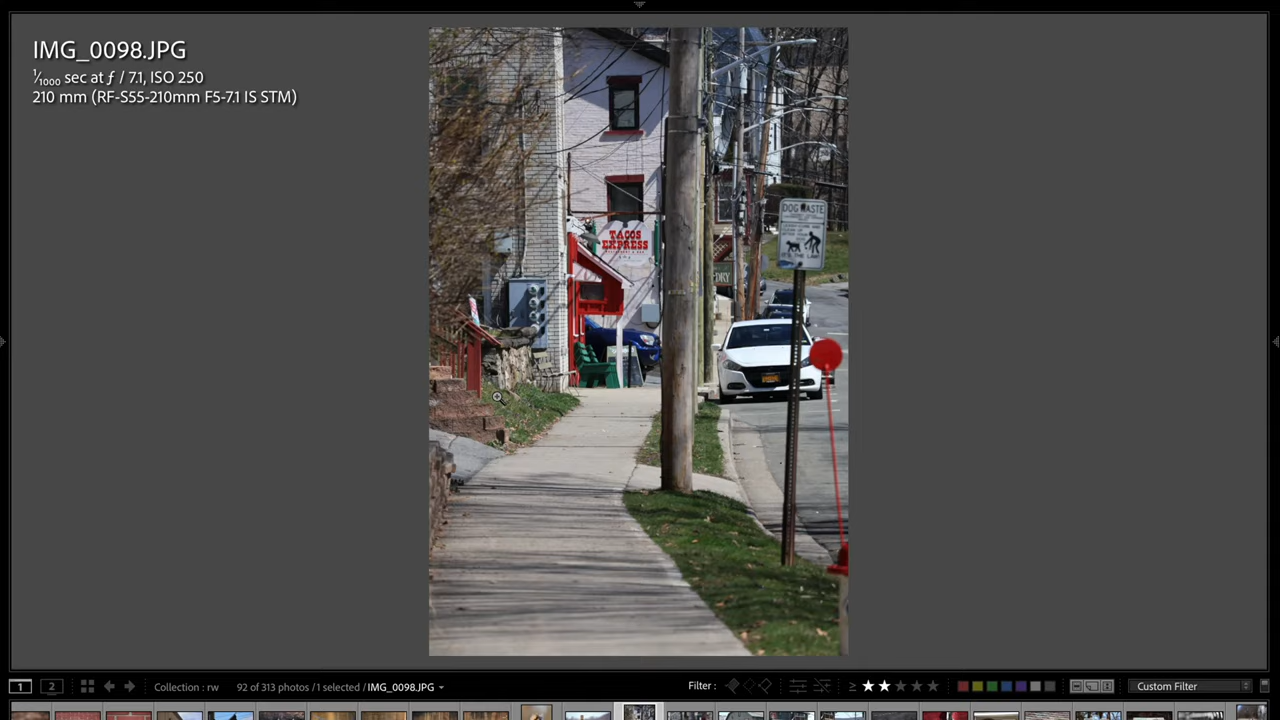 IMG_0098.JPG
1/1000 sec at ƒ / 7.1, ISO 250
210 mm (RF-S55-210mm F5-7.1 IS STM)
TACOS
EXPRESS
DOG WASTE
DRY
1 2 Collection : rw 92 of 313 photos / 1 selected / IMG_0098.JPG Filter : ≥ ★★★★★ Custom Filter